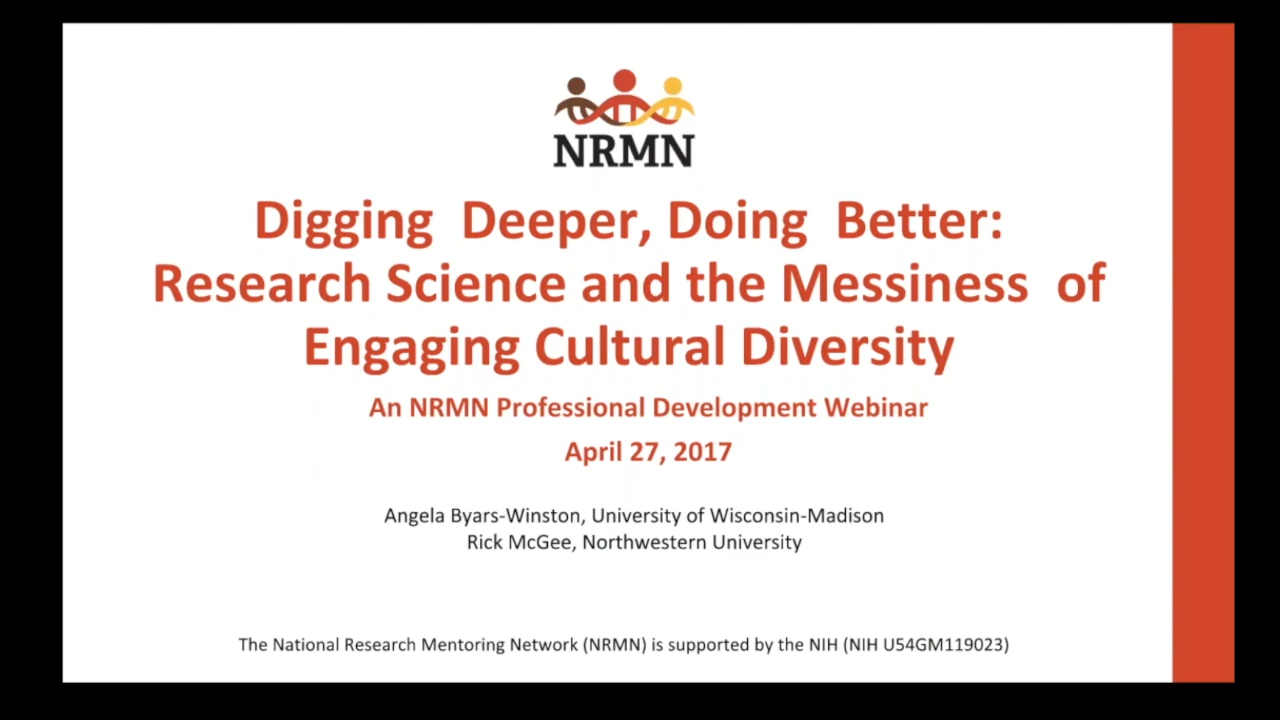 NRMN
Digging Deeper, Doing Better:
Research Science and the Messiness of
Engaging Cultural Diversity
An NRMN Professional Development Webinar
April 27, 2017
Angela Byars-Winston, University of Wisconsin-Madison
Rick McGee, Northwestern University
The National Research Mentoring Network (NRMN) is supported by the NIH (NIH U54GM119023)